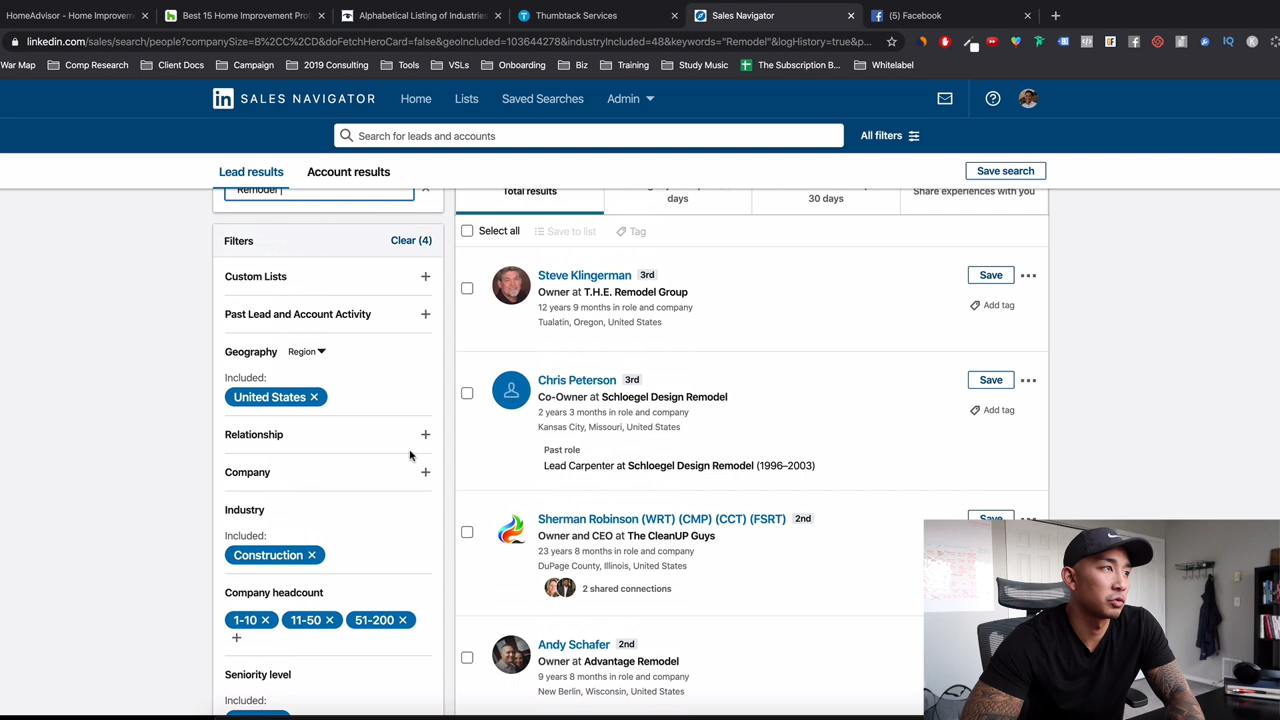 HomeAdvisor - Home Improvem
Best 15 Home Improvement Prof
Alphabetical Listing of Industries
Thumbtack Services
Sales Navigator
(5) Facebook
linkedin.com/sales/search/people?companySize=B%2CC%2CD&doFetchHeroCard=false&geoIncluded=103644278&industryIncluded=48&keywords="Remodel"&logHistory=true&p...
War Map
Comp Research
Client Docs
Campaign
2019 Consulting
Tools
VSLs
Onboarding
Biz
Training
Study Music
The Subscription B...
Whitelabel
in SALES NAVIGATOR
Home
Lists
Saved Searches
Admin
Search for leads and accounts
All filters
Lead results
Account results
Save search
Remodel
Total results
days
30 days
Share experiences with you
Filters
Clear (4)
Custom Lists
Past Lead and Account Activity
Geography Region
Included:
United States
Relationship
Company
Industry
Included:
Construction
Company headcount
1-10 11-50 51-200
Seniority level
Included:
Select all Save to list Tag
Steve Klingerman 3rd
Owner at T.H.E. Remodel Group
12 years 9 months in role and company
Tualatin, Oregon, United States
Save
Add tag
Chris Peterson 3rd
Co-Owner at Schloegel Design Remodel
2 years 3 months in role and company
Kansas City, Missouri, United States
Past role
Lead Carpenter at Schloegel Design Remodel (1996–2003)
Save
Add tag
Sherman Robinson (WRT) (CMP) (CCT) (FSRT) 2nd
Owner and CEO at The CleanUP Guys
23 years 8 months in role and company
DuPage County, Illinois, United States
2 shared connections
Save
Andy Schafer 2nd
Owner at Advantage Remodel
9 years 8 months in role and company
New Berlin, Wisconsin, United States